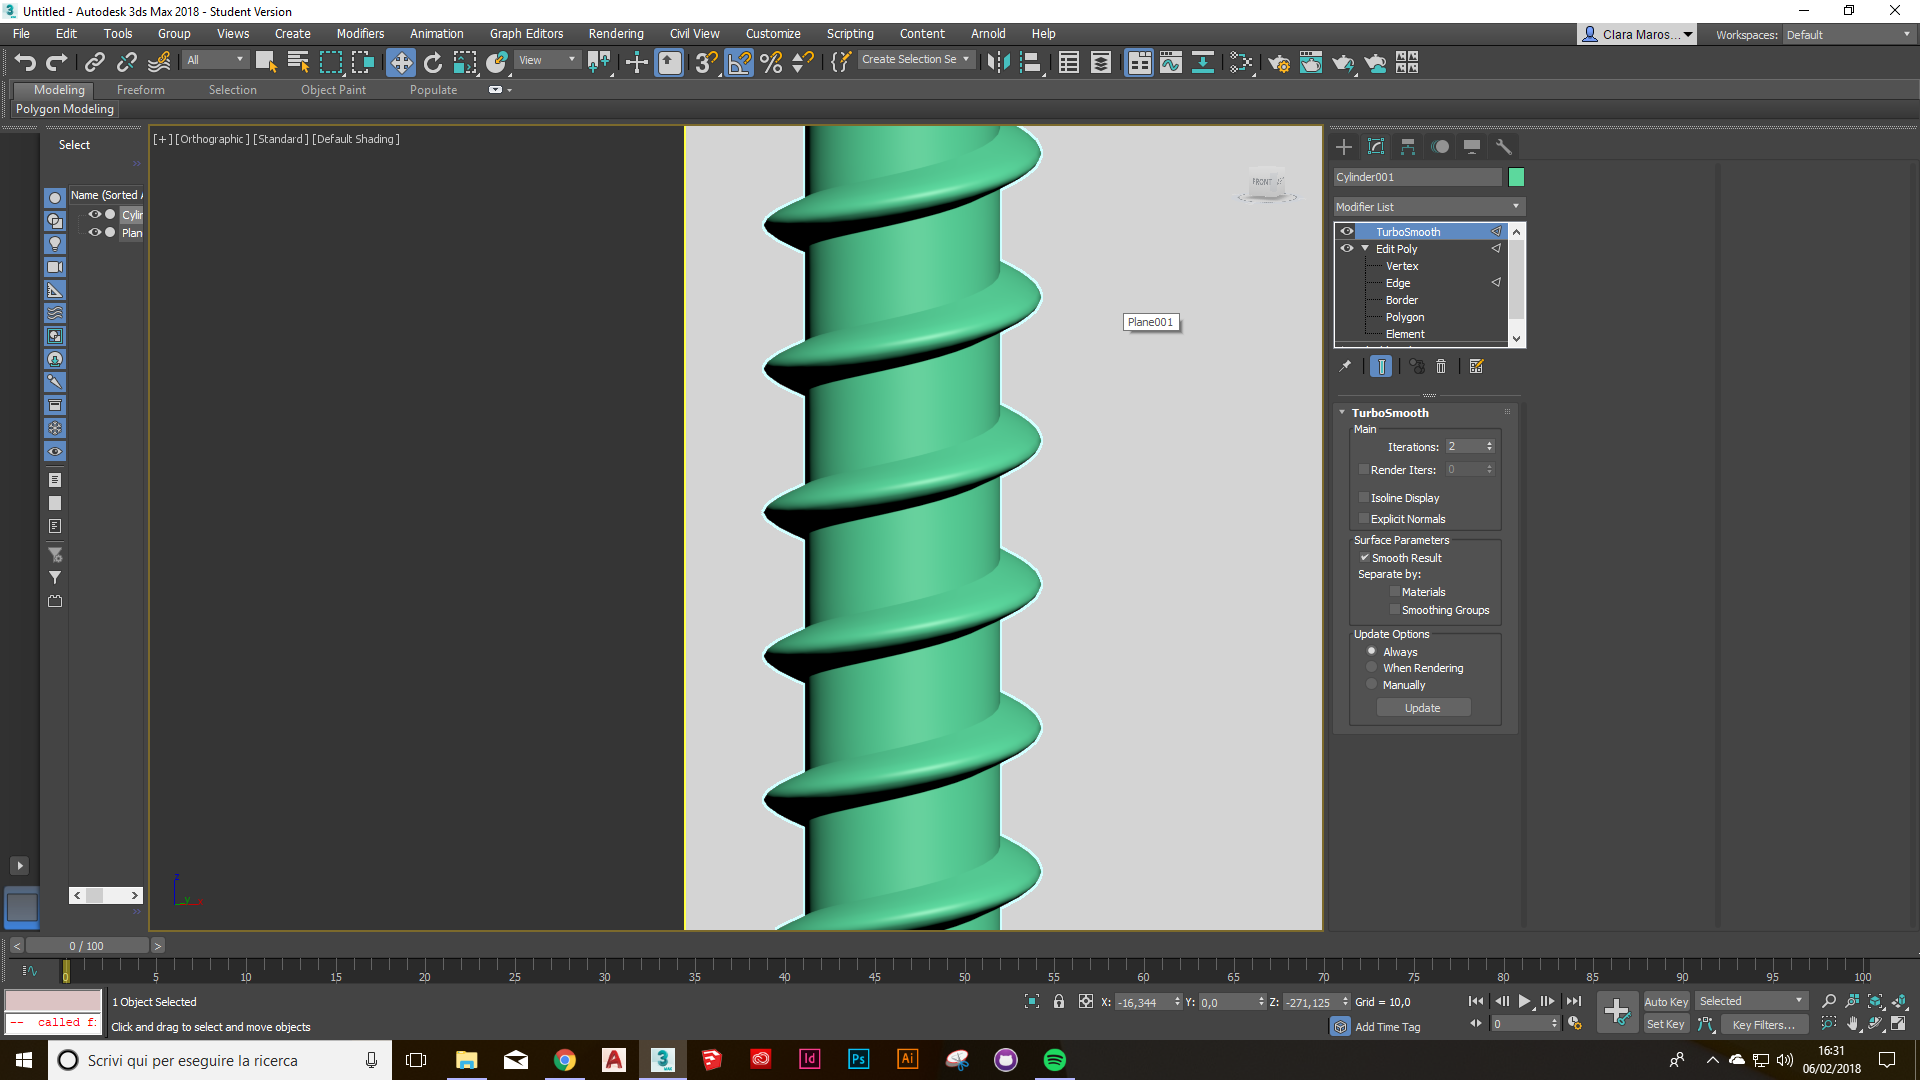 Untitled - Autodesk 3ds Max 2018 - Student Version
File Edit Tools Group Views Create Modifiers Animation Graph Editors Rendering Civil View Customize Scripting Content Arnold Help
Clara Maros... Workspaces: Default
All View Create Selection Se
Modeling Freeform Selection Object Paint Populate
Polygon Modeling
Select
[+] [Orthographic] [Standard] [Default Shading]
Name (Sorted A
Cylin
Plan
FRONT
Plane001
Cylinder001
Modifier List
TurboSmooth
Edit Poly
Vertex
Edge
Border
Polygon
Element
TurboSmooth
Main
Iterations: 2
Render Iters: 0
Isoline Display
Explicit Normals
Surface Parameters
Smooth Result
Separate by:
Materials
Smoothing Groups
Update Options
Always
When Rendering
Manually
Update
z
y
0 / 100
0 5 10 15 20 25 30 35 40 45 50 55 60 65 70 75 80 85 90 95 100
1 Object Selected
X: -16,344 Y: 0,0 Z: -271,125 Grid = 10,0
Auto Key Selected
-- called f
Click and drag to select and move objects
Add Time Tag
0
Set Key Key Filters...
Scrivi qui per eseguire la ricerca
16:31
06/02/2018